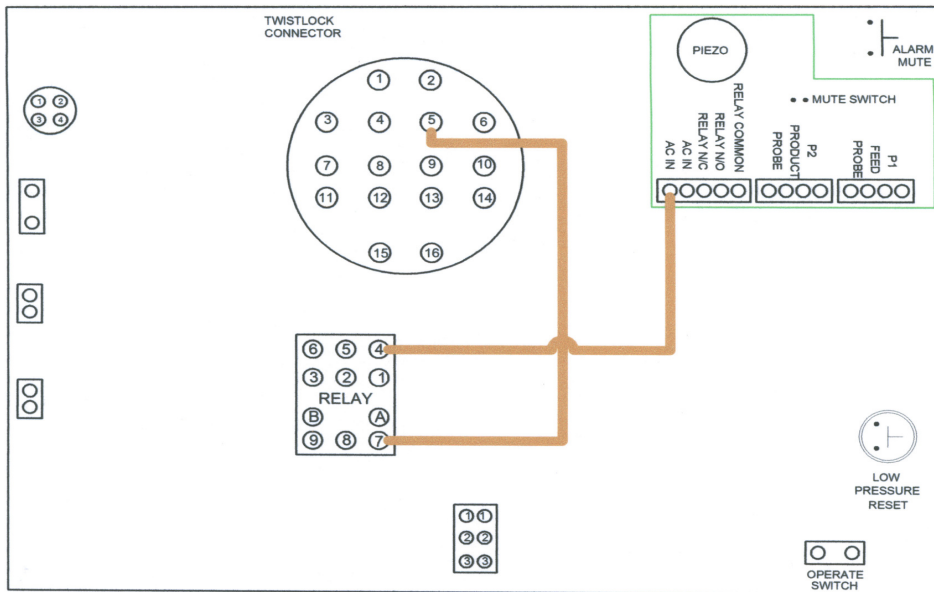 TWISTLOCK
CONNECTOR
1 2
3 4 5 6
7 8 9 10
11 12 13 14
15 16
1 2
3 4
PIEZO
ALARM
MUTE
MUTE SWITCH
AC IN
AC IN
RELAY N/C
RELAY N/O
RELAY COMMON
PROBE
PRODUCT
P2
PROBE
FEED
P1
6 5 4
3 2 1
RELAY
B A
9 8 7
1 1
2 2
3 3
LOW
PRESSURE
RESET
OPERATE
SWITCH